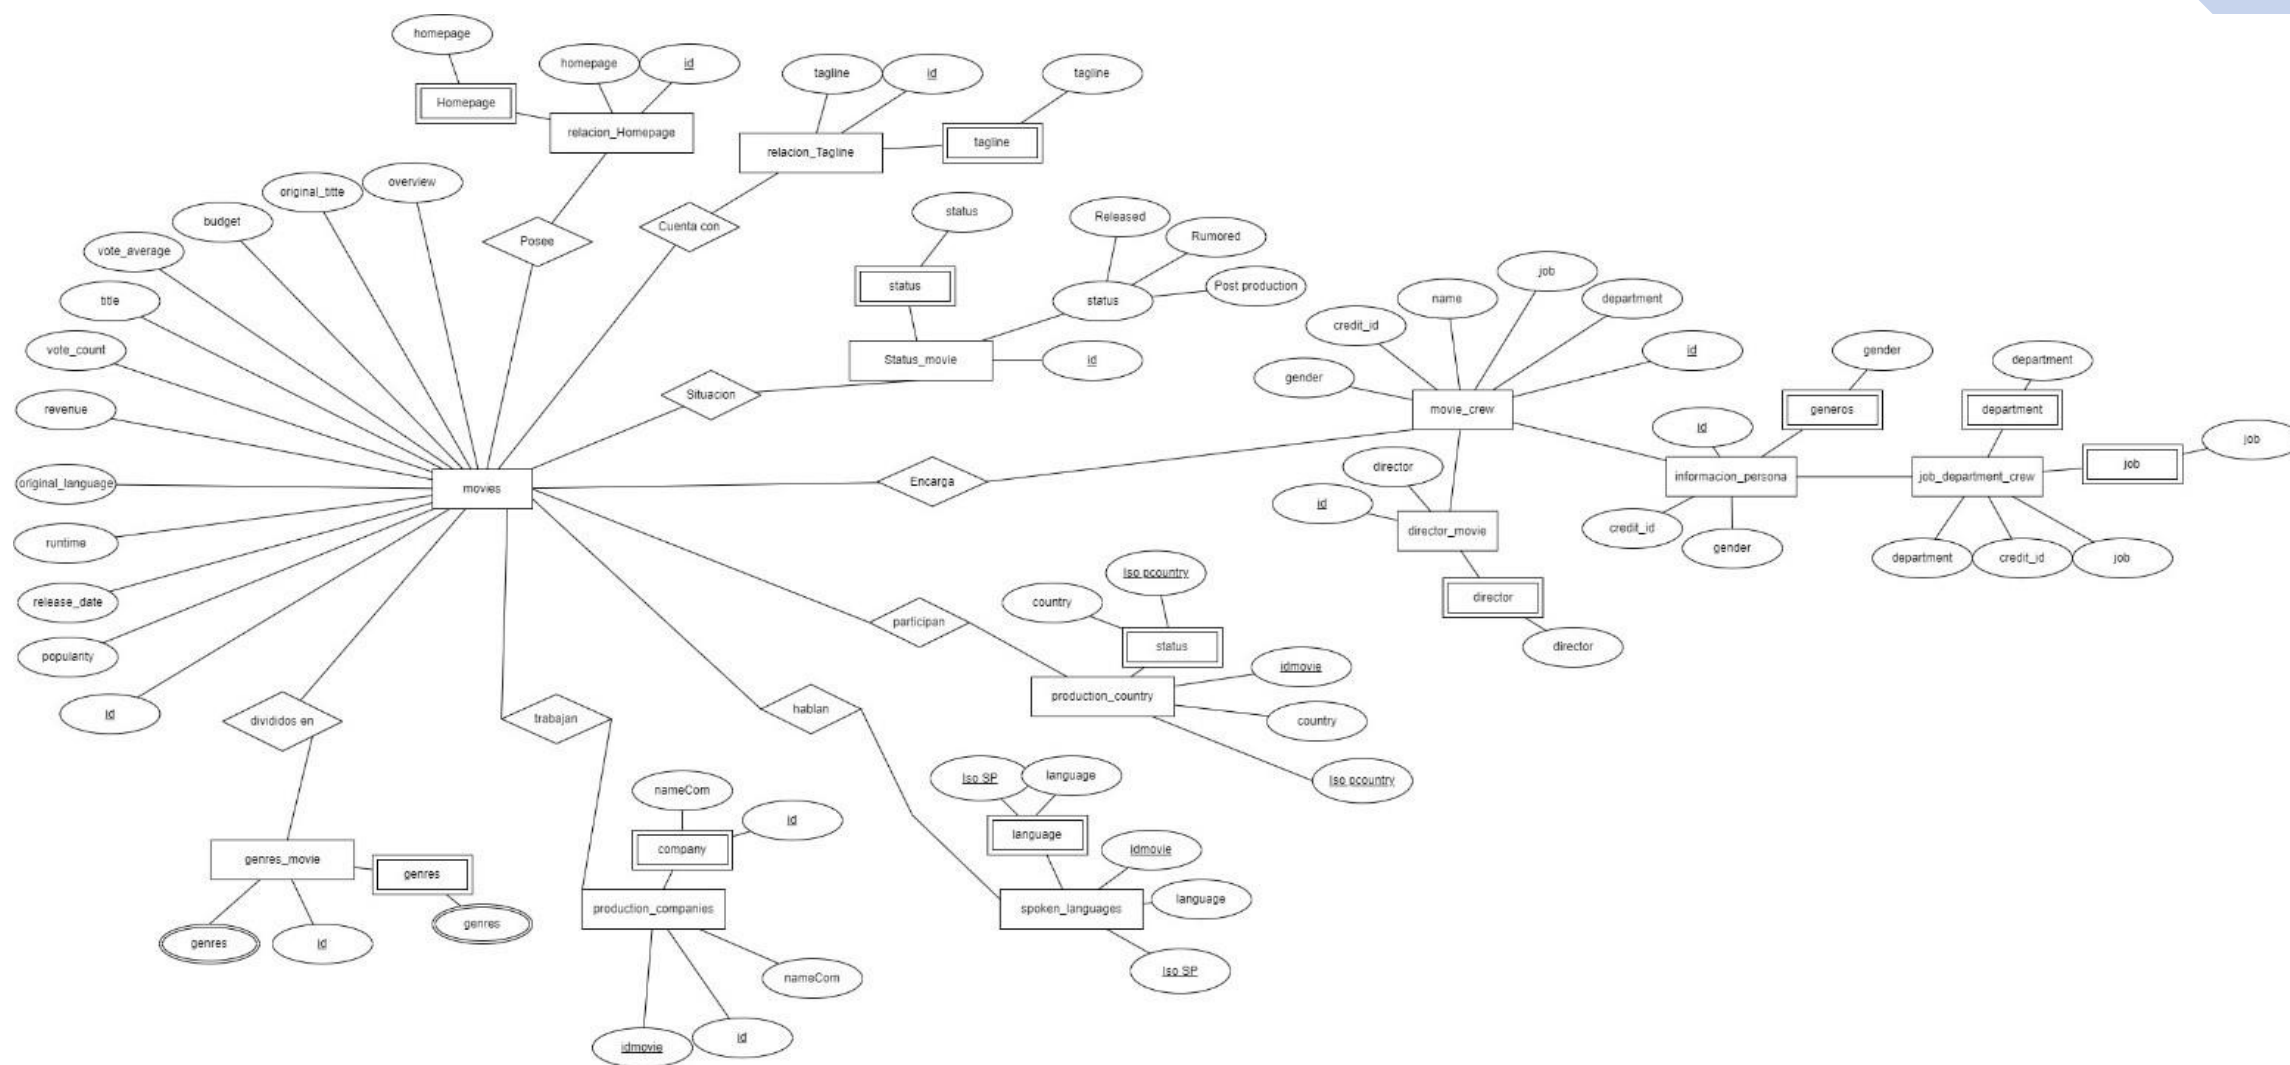 homepage
homepage
id
Homepage
relacion_Homepage
tagline
id
tagline
relacion_Tagline
tagline
overview
original_titte
budget
vote_average
title
vote_count
revenue
original_language
runtime
release_date
popularity
id
movies
Posee
Cuenta con
status
Released
Rumored
Post production
status
status
Status_movie
id
Situacion
Encarga
job
name
department
credit_id
id
gender
movie_crew
gender
department
generos
department
id
job
job
informacion_persona
job_department_crew
credit_id
gender
department
credit_id
job
director
id
director_movie
director
director
participan
Iso pcountry
country
status
idmovie
production_country
country
Iso pcountry
divididos en
trabajan
hablan
Iso SP
language
language
idmovie
language
spoken_languages
Iso SP
nameCom
id
company
production_companies
nameCom
idmovie
id
genres_movie
genres
genres
genres
id